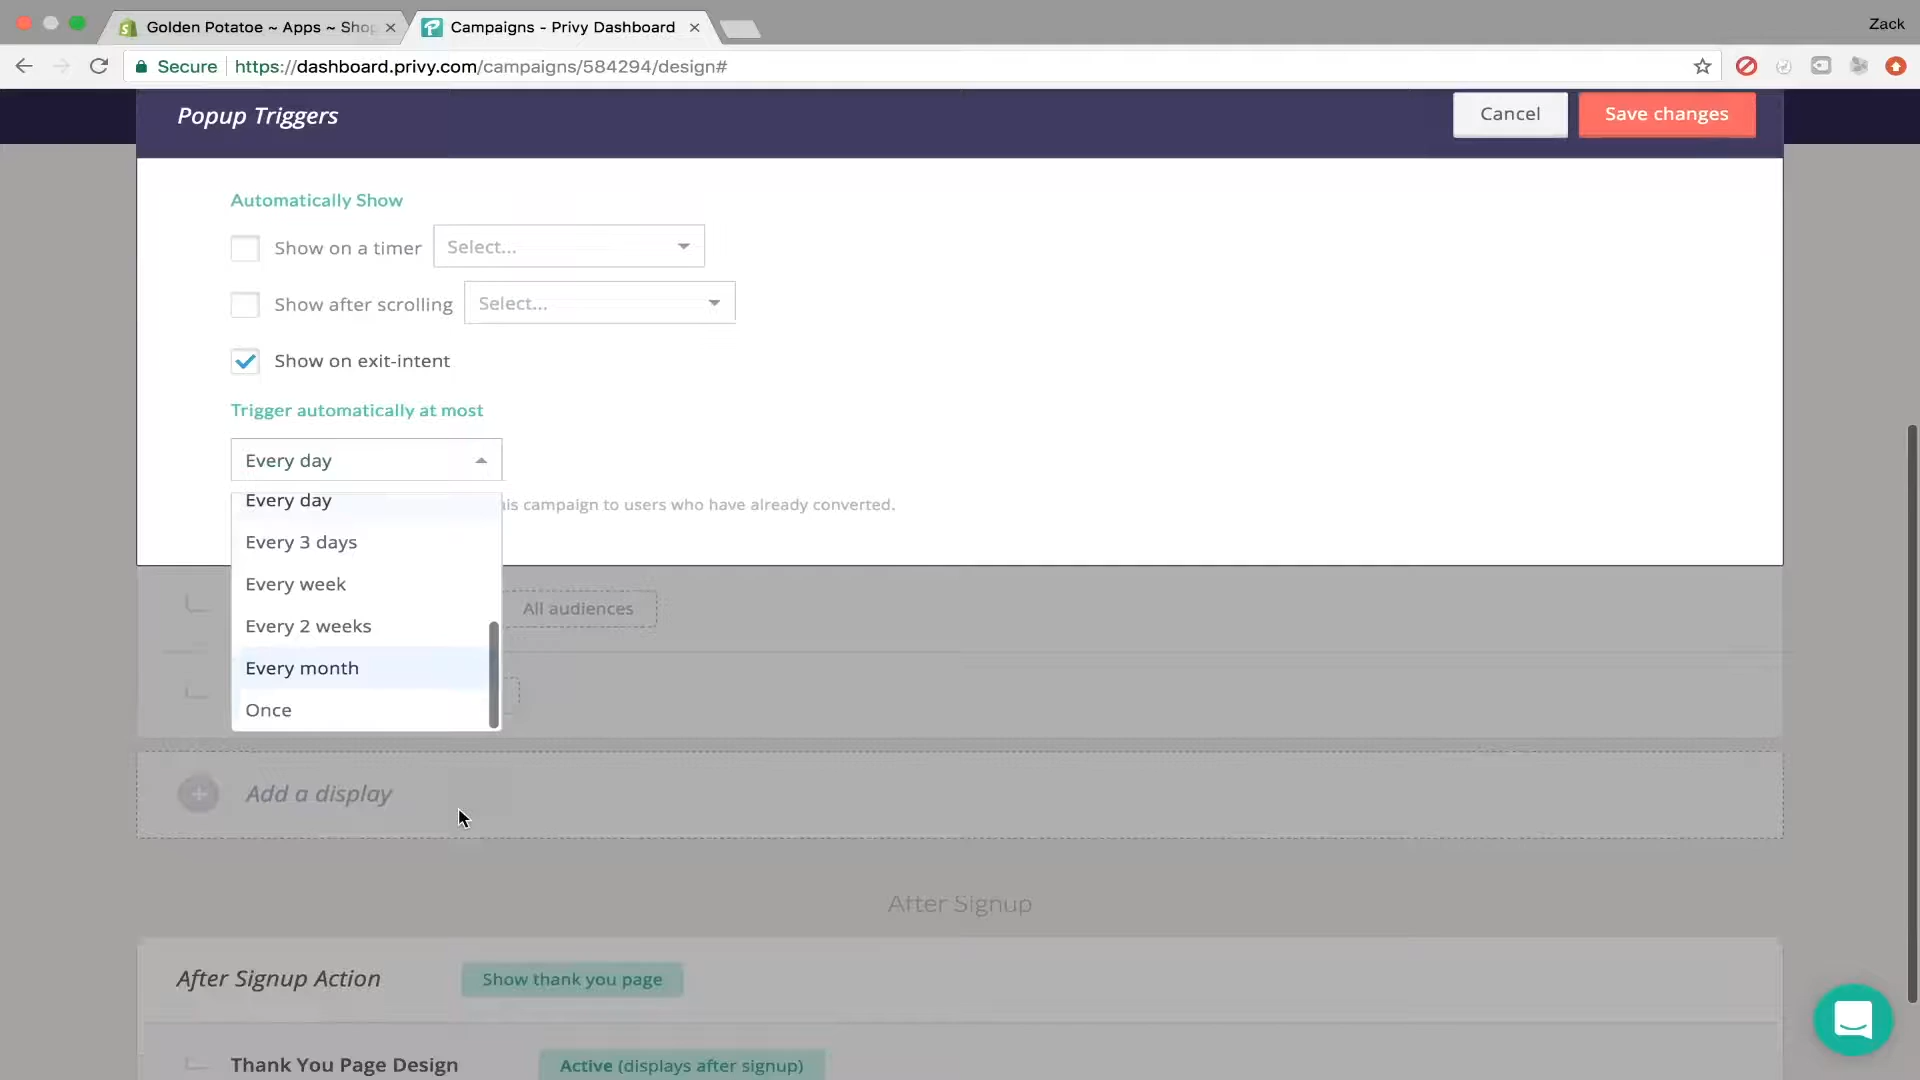 Golden Potatoe ~ Apps ~ Shop
Campaigns - Privy Dashboard
Zack
Secure
https://dashboard.privy.com/campaigns/584294/design#
Popup Triggers
Cancel
Save changes
Automatically Show
Show on a timer
Select...
Show after scrolling
Select...
Show on exit-intent
Trigger automatically at most
Every day
Every day
campaign to users who have already converted.
Every 3 days
Every week
All audiences
Every 2 weeks
Every month
Once
Add a display
After Signup
After Signup Action
Show thank you page
Thank You Page Design
Active (displays after signup)